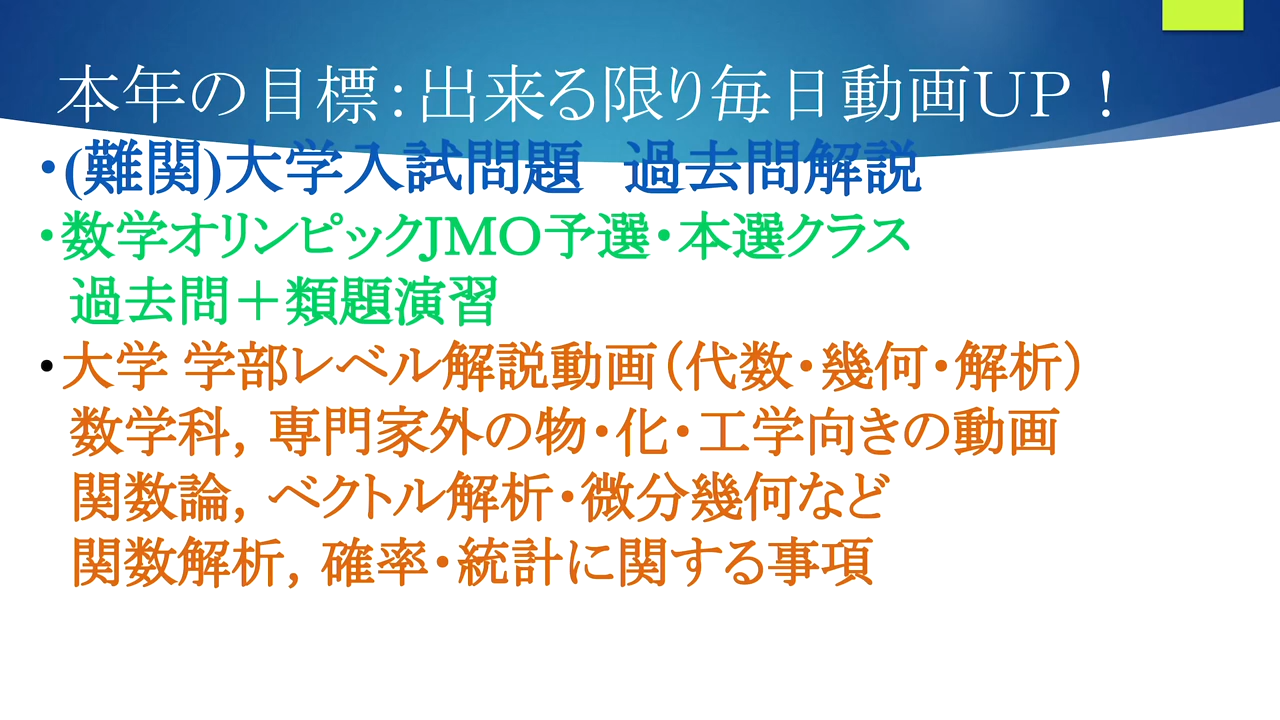 本年の目標：出来る限り毎日動画UP！
・(難関)大学入試問題　過去問解説
・数学オリンピックJMO予選・本選クラス
過去問＋類題演習
・大学 学部レベル解説動画（代数・幾何・解析）
数学科，専門家外の物・化・工学向きの動画
関数論，ベクトル解析・微分幾何など
関数解析，確率・統計に関する事項